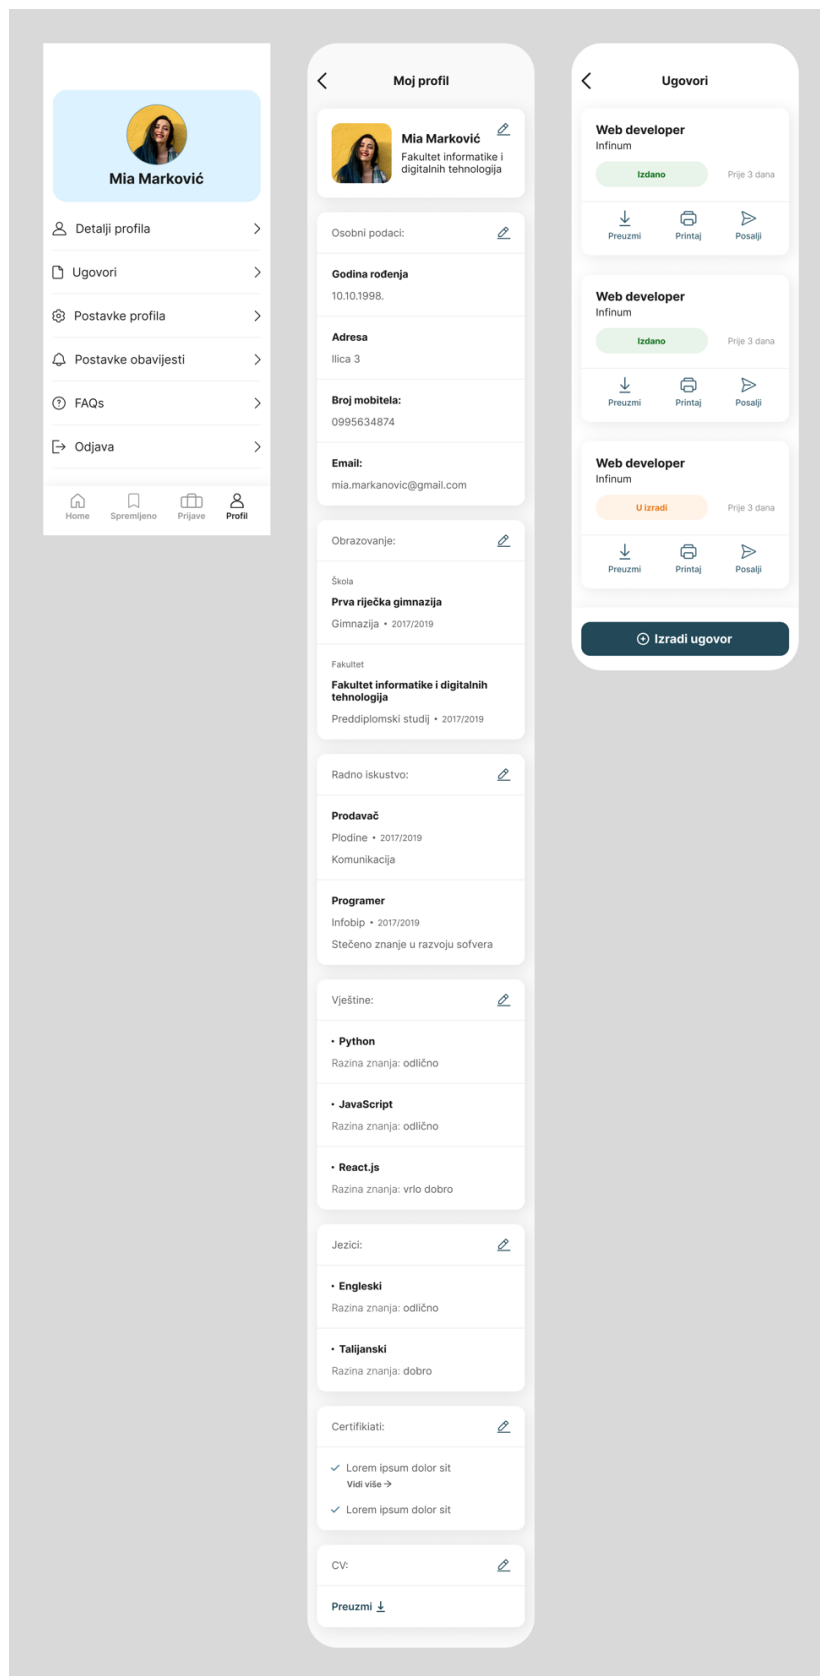 Mia Marković
Detalji profila
Ugovori
Postavke profila
Postavke obavijesti
FAQs
Odjava
Home
Spremljeno
Prijave
Profil
Moj profil
Mia Marković
Fakultet informatike i
digitalnih tehnologija
Osobni podaci:
Godina rođenja
10.10.1998.
Adresa
Ilica 3
Broj mobitela:
0995634874
Email:
mia.markanovic@gmail.com
Obrazovanje:
Škola
Prva riječka gimnazija
Gimnazija • 2017/2019
Fakultet
Fakultet informatike i digitalnih
tehnologija
Preddiplomski studij • 2017/2019
Radno iskustvo:
Prodavač
Plodine • 2017/2019
Komunikacija
Programer
Infobip • 2017/2019
Stečeno znanje u razvoju sofvera
Vještine:
• Python
Razina znanja: odlično
• JavaScript
Razina znanja: odlično
• React.js
Razina znanja: vrlo dobro
Jezici:
• Engleski
Razina znanja: odlično
• Talijanski
Razina znanja: dobro
Certifikiati:
Lorem ipsum dolor sit
Vidi više →
Lorem ipsum dolor sit
CV:
Preuzmi
Ugovori
Web developer
Infinum
Izdano
Prije 3 dana
Preuzmi
Printaj
Posalji
Web developer
Infinum
Izdano
Prije 3 dana
Preuzmi
Printaj
Posalji
Web developer
Infinum
U izradi
Prije 3 dana
Preuzmi
Printaj
Posalji
Izradi ugovor